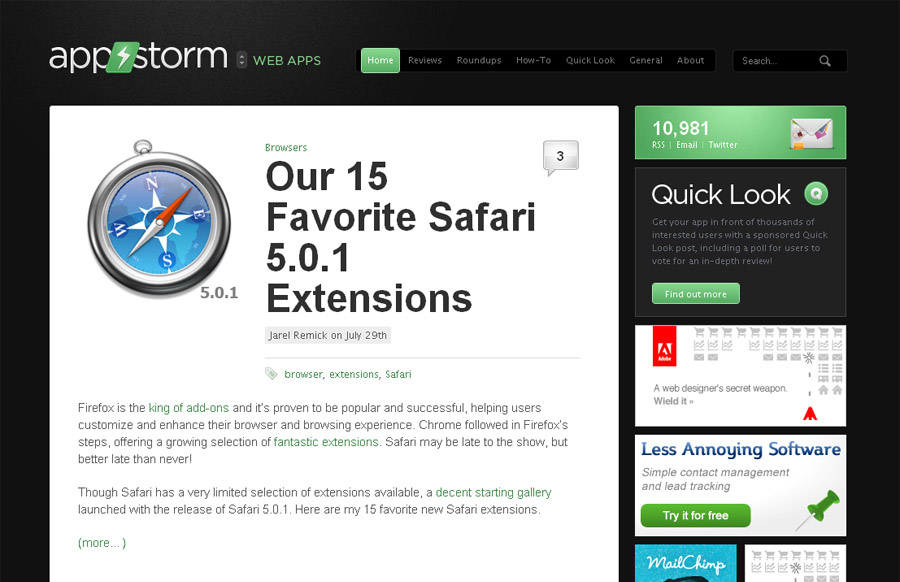 appstorm WEB APPS
Home Reviews Roundups How-To Quick Look General About
Search...
N
E
S
W
5.0.1
Browsers
3
Our 15
Favorite Safari
5.0.1
Extensions
Jarel Remick on July 29th
browser, extensions, Safari
Firefox is the king of add-ons and it's proven to be popular and successful, helping users
customize and enhance their browser and browsing experience. Chrome followed in Firefox's
steps, offering a growing selection of fantastic extensions. Safari may be late to the show, but
better late than never!
Though Safari has a very limited selection of extensions available, a decent starting gallery
launched with the release of Safari 5.0.1. Here are my 15 favorite new Safari extensions.
(more... )
10,981
RSS | Email | Twitter
Quick Look
Q
Get your app in front of thousands of
interested users with a sponsored Quick
Look post, including a poll for users to
vote for an in-depth review!
Find out more
Adobe
A web designer's secret weapon.
Wield it »
Less Annoying Software
Simple contact management
and lead tracking
Try it for free
MailChimp